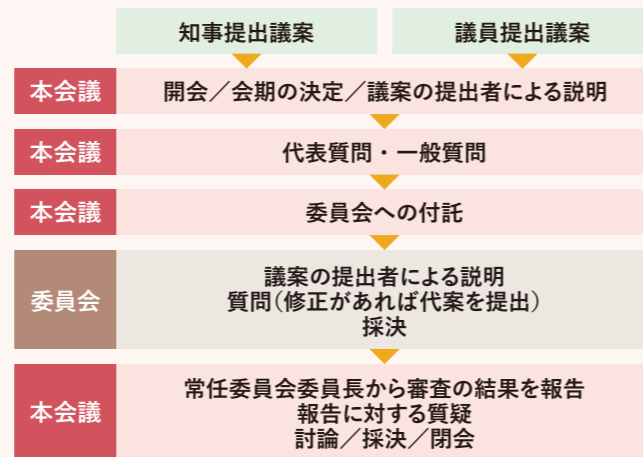 知事提出議案
議員提出議案
本会議
開会／会期の決定／議案の提出者による説明
本会議
代表質問・一般質問
本会議
委員会への付託
委員会
議案の提出者による説明
質問（修正があれば代案を提出）
採決
本会議
常任委員会委員長から審査の結果を報告
報告に対する質疑
討論／採決／閉会